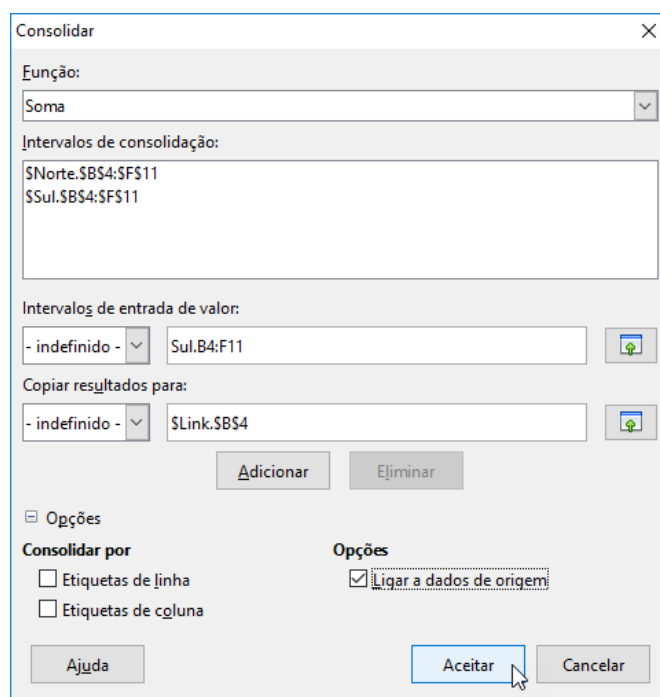 Consolidar
Função:
Soma
Intervalos de consolidação:
$Norte.$B$4:$F$11
$Sul.$B$4:$F$11
Intervalos de entrada de valor:
- indefinido - Sul.B4:F11
Copiar resultados para:
- indefinido - $Link.$B$4
Adicionar Eliminar
Opções
Consolidar por Opções
Etiquetas de linha Ligar a dados de origem
Etiquetas de coluna
Ajuda Aceitar Cancelar